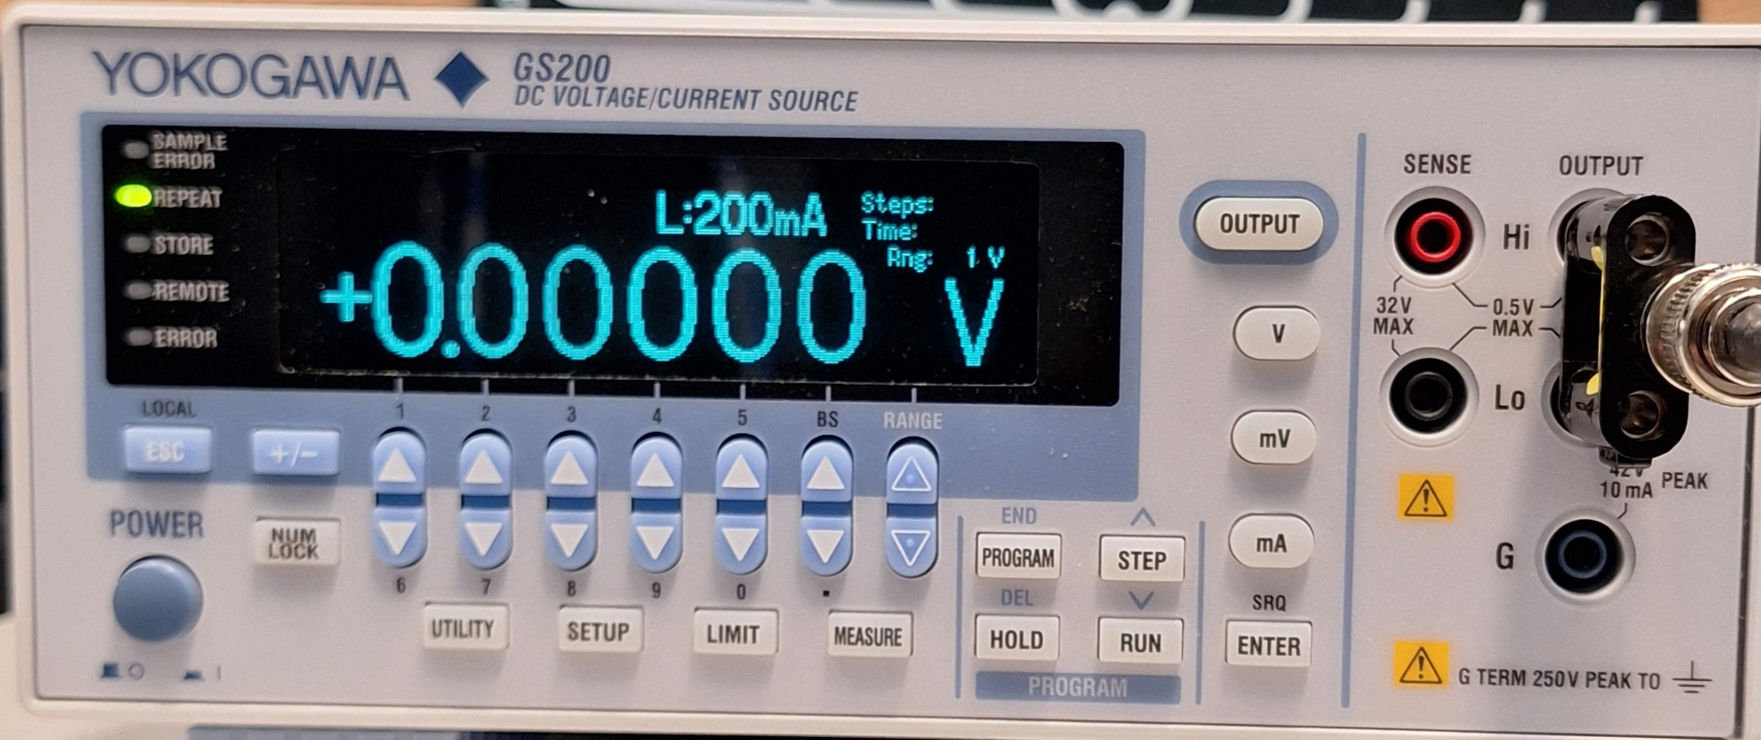 YOKOGAWA
GS200
DC VOLTAGE/CURRENT SOURCE
SAMPLE
ERROR
REPEAT
STORE
REMOTE
ERROR
L:200mA
Steps:
Time:
Rng: 1 V
+0.00000 V
LOCAL
ESC
+/−
1 2 3 4 5 BS RANGE
6 7 8 9 0 .
POWER
NUM
LOCK
UTILITY
SETUP
LIMIT
MEASURE
END
PROGRAM
STEP
DEL
HOLD
RUN
PROGRAM
OUTPUT
V
mV
mA
SRQ
ENTER
SENSE
OUTPUT
Hi
32V
MAX
0.5V
MAX
Lo
42V
10mA
PEAK
G
G TERM 250V PEAK TO